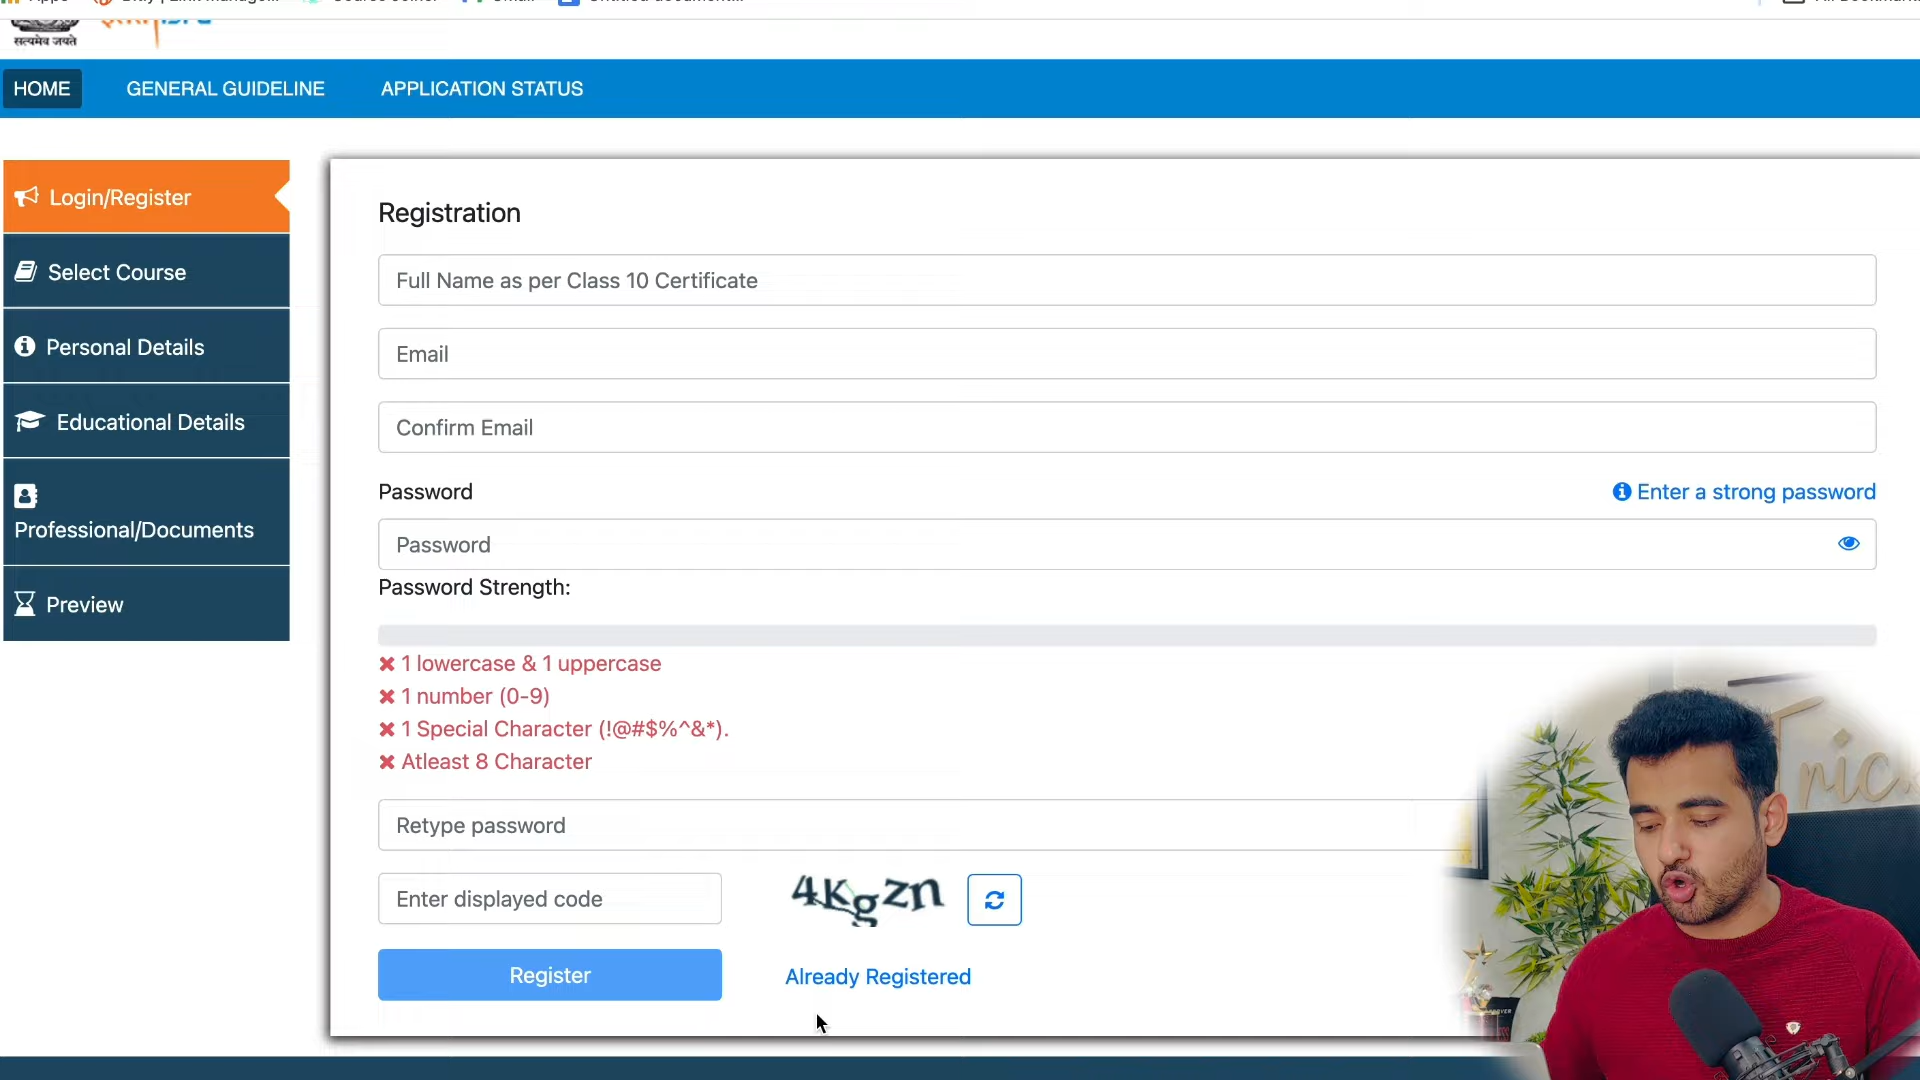 सत्यमेव जयते
HOME
GENERAL GUIDELINE
APPLICATION STATUS
Login/Register
Select Course
Personal Details
Educational Details
Professional/Documents
Preview
Registration
Full Name as per Class 10 Certificate
Email
Confirm Email
Password
Enter a strong password
Password
Password Strength:
1 lowercase & 1 uppercase
1 number (0-9)
1 Special Character (!@#$%^&*).
Atleast 8 Character
Retype password
Enter displayed code
4Kgzn
Register
Already Registered